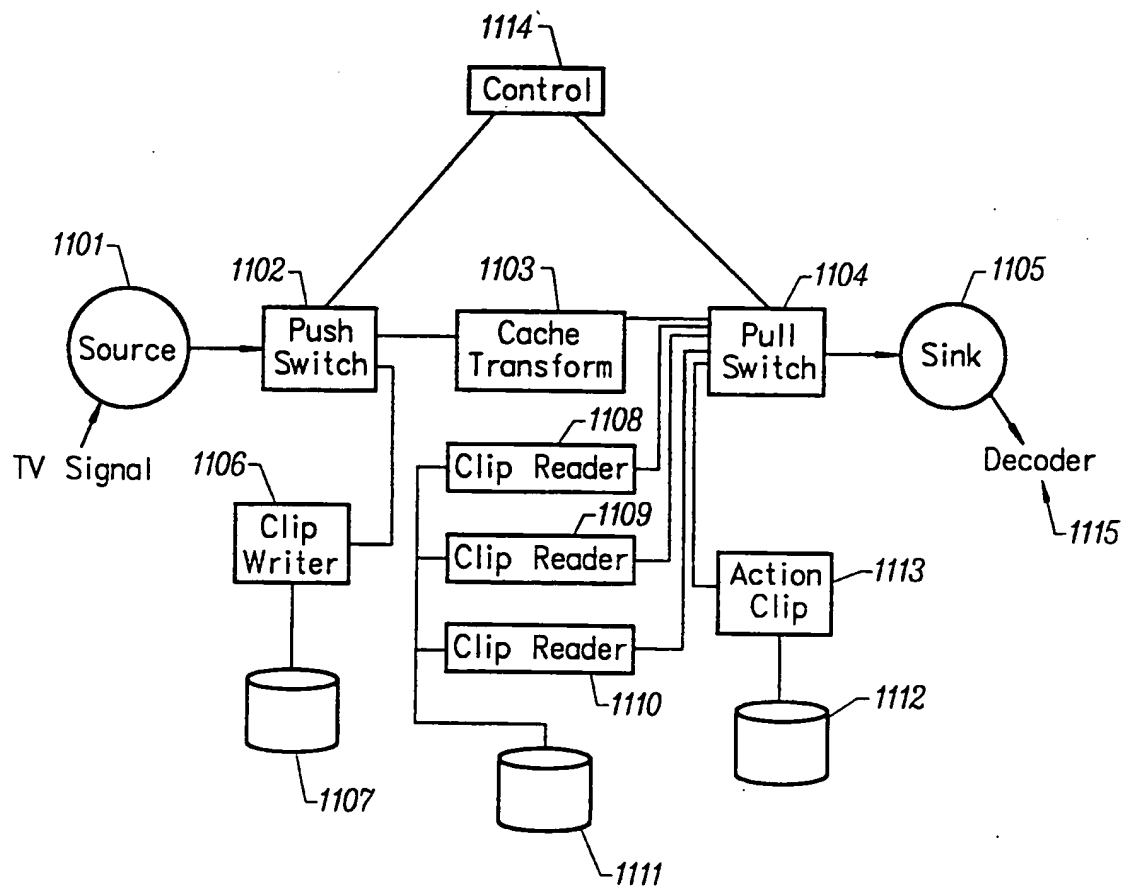 1114
Control
1101
1102
1103
1104
1105
Source
Push
Switch
Cache
Transform
Pull
Switch
Sink
TV Signal
1108
Clip Reader
Decoder
1106
Clip
Writer
1109
Clip Reader
1115
Action
Clip
1113
Clip Reader
1110
1112
1107
1111